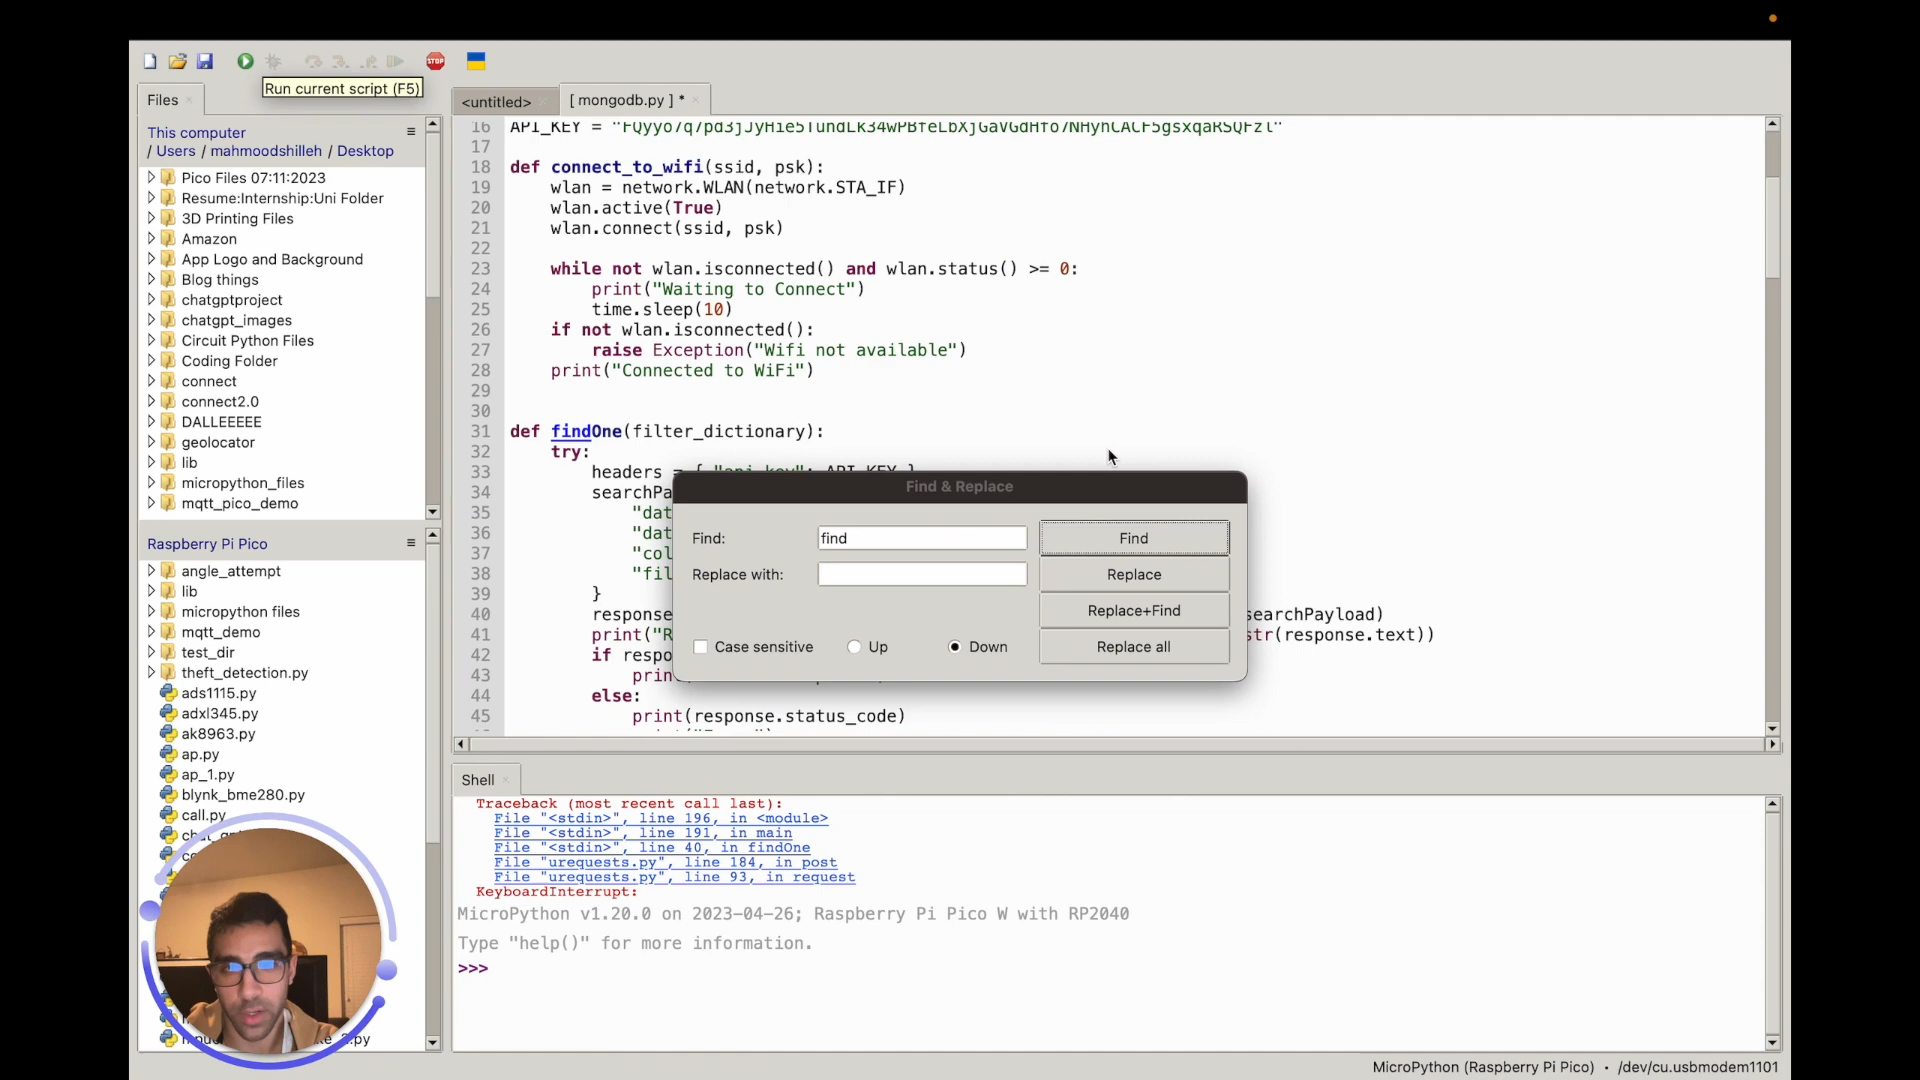 STOP
Run current script (F5)
Files
<untitled>
[ mongodb.py ] *
This computer
/ Users / mahmoodshilleh / Desktop
Pico Files 07:11:2023
Resume:Internship:Uni Folder
3D Printing Files
Amazon
App Logo and Background
Blog things
chatgptproject
chatgpt_images
Circuit Python Files
Coding Folder
connect
connect2.0
DALLEEEEE
geolocator
lib
micropython_files
mqtt_pico_demo
Raspberry Pi Pico
angle_attempt
lib
micropython files
mqtt_demo
test_dir
theft_detection.py
ads1115.py
adxl345.py
ak8963.py
ap.py
ap_1.py
blynk_bme280.py
call.py
16 API_KEY = "FQyyo7q7pd3jJyHie5TundLk34wPBfeLbXjGaVGdHfo7NHyhCACF5gsxqaRSQFzl"
17
18 def connect_to_wifi(ssid, psk):
19 wlan = network.WLAN(network.STA_IF)
20 wlan.active(True)
21 wlan.connect(ssid, psk)
22
23 while not wlan.isconnected() and wlan.status() >= 0:
24 print("Waiting to Connect")
25 time.sleep(10)
26 if not wlan.isconnected():
27 raise Exception("Wifi not available")
28 print("Connected to WiFi")
29
30
31 def findOne(filter_dictionary):
32 try:
33 headers = { "api-key": API_KEY }
34 searchPa
35 "dat
36 "dat
37 "col
38 "fil
39 }
40 response searchPayload)
41 print("R str(response.text))
42 if respo
43 prin
44 else:
45 print(response.status_code)
Find & Replace
Find: find Find
Replace with: Replace
Replace+Find
Case sensitive Up Down Replace all
Shell
Traceback (most recent call last):
File "<stdin>", line 196, in <module>
File "<stdin>", line 191, in main
File "<stdin>", line 40, in findOne
File "urequests.py", line 184, in post
File "urequests.py", line 93, in request
KeyboardInterrupt:
MicroPython v1.20.0 on 2023-04-26; Raspberry Pi Pico W with RP2040
Type "help()" for more information.
>>>
MicroPython (Raspberry Pi Pico) • /dev/cu.usbmodem1101